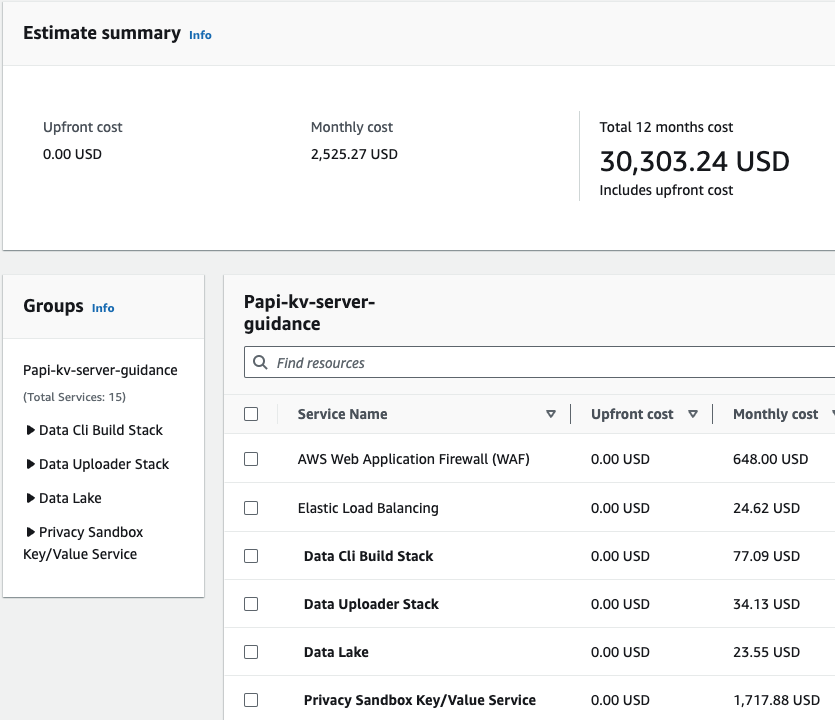 Estimate summary Info
Upfront cost Monthly cost Total 12 months cost
0.00 USD 2,525.27 USD 30,303.24 USD
Includes upfront cost
Groups Info
Papi-kv-server-guidance
(Total Services: 15)
Data Cli Build Stack
Data Uploader Stack
Data Lake
Privacy Sandbox
Key/Value Service
Papi-kv-server-
guidance
Find resources
Service Name Upfront cost Monthly cost
AWS Web Application Firewall (WAF) 0.00 USD 648.00 USD
Elastic Load Balancing 0.00 USD 24.62 USD
Data Cli Build Stack 0.00 USD 77.09 USD
Data Uploader Stack 0.00 USD 34.13 USD
Data Lake 0.00 USD 23.55 USD
Privacy Sandbox Key/Value Service 0.00 USD 1,717.88 USD